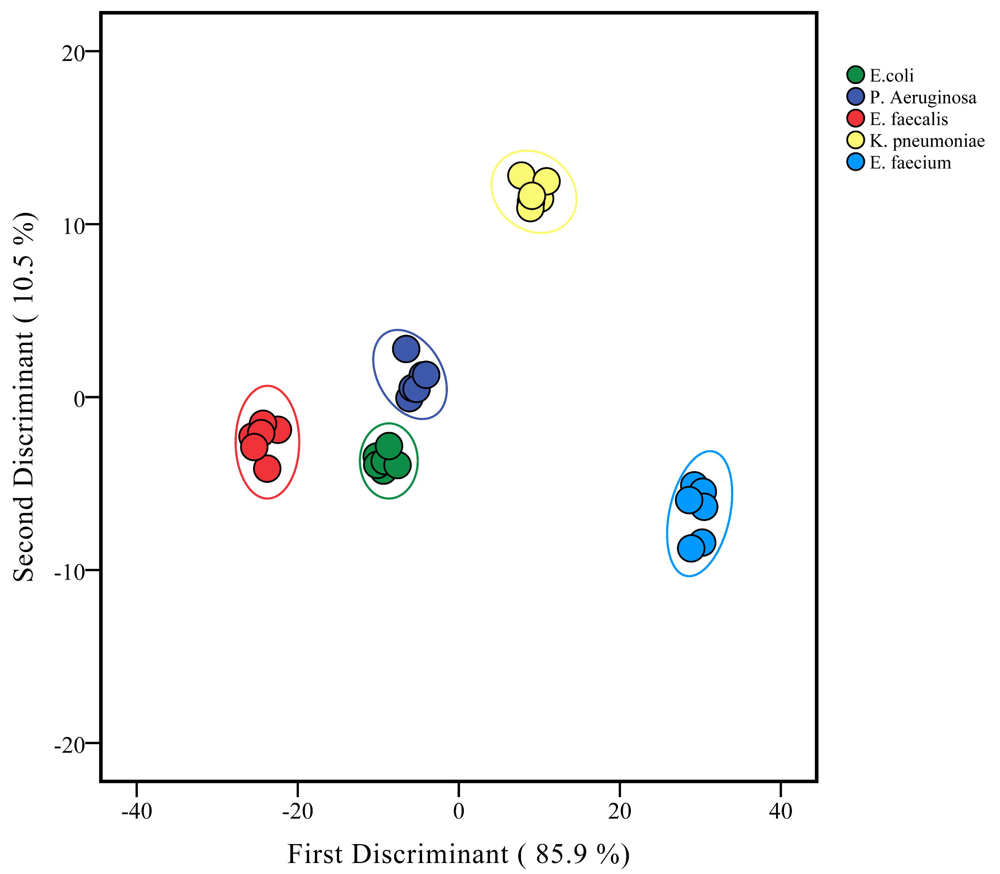 20
10
0
-10
-20
Second Discriminant ( 10.5 %)
E.coli
P. Aeruginosa
E. faecalis
K. pneumoniae
E. faecium
-40
-20
0
20
40
First Discriminant ( 85.9 %)